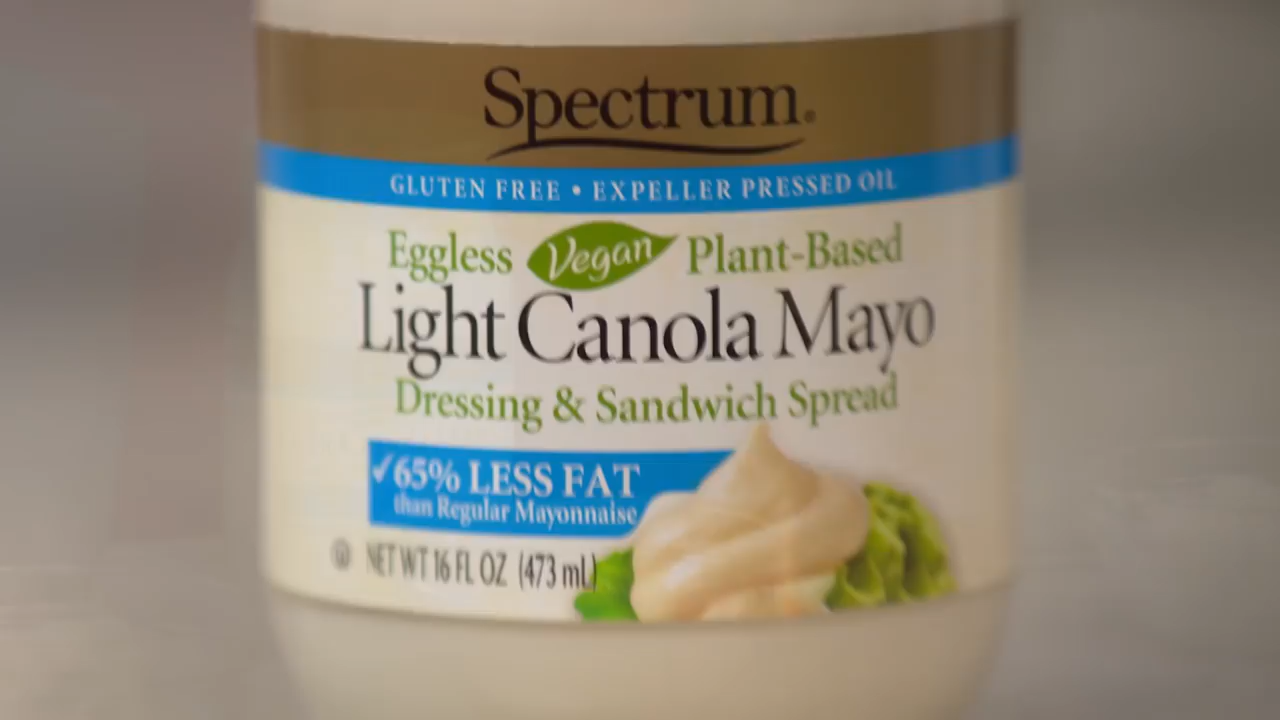 Spectrum®
GLUTEN FREE • EXPELLER PRESSED OIL
Eggless Vegan Plant-Based
Light Canola Mayo
Dressing & Sandwich Spread
✓65% LESS FAT
than Regular Mayonnaise
NET WT 16 FL OZ (473 mL)